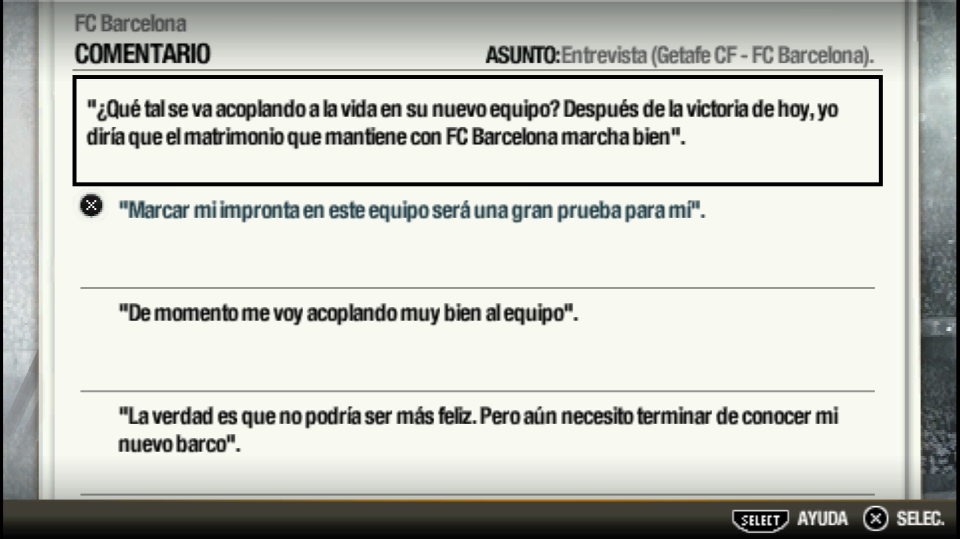 FC Barcelona
COMENTARIO
ASUNTO: Entrevista (Getafe CF - FC Barcelona).
"¿Qué tal se va acoplando a la vida en su nuevo equipo? Después de la victoria de hoy, yo
diría que el matrimonio que mantiene con FC Barcelona marcha bien".
"Marcar mi impronta en este equipo será una gran prueba para mí".
"De momento me voy acoplando muy bien al equipo".
"La verdad es que no podría ser más feliz. Pero aún necesito terminar de conocer mi
nuevo barco".
SELECT AYUDA SELEC.